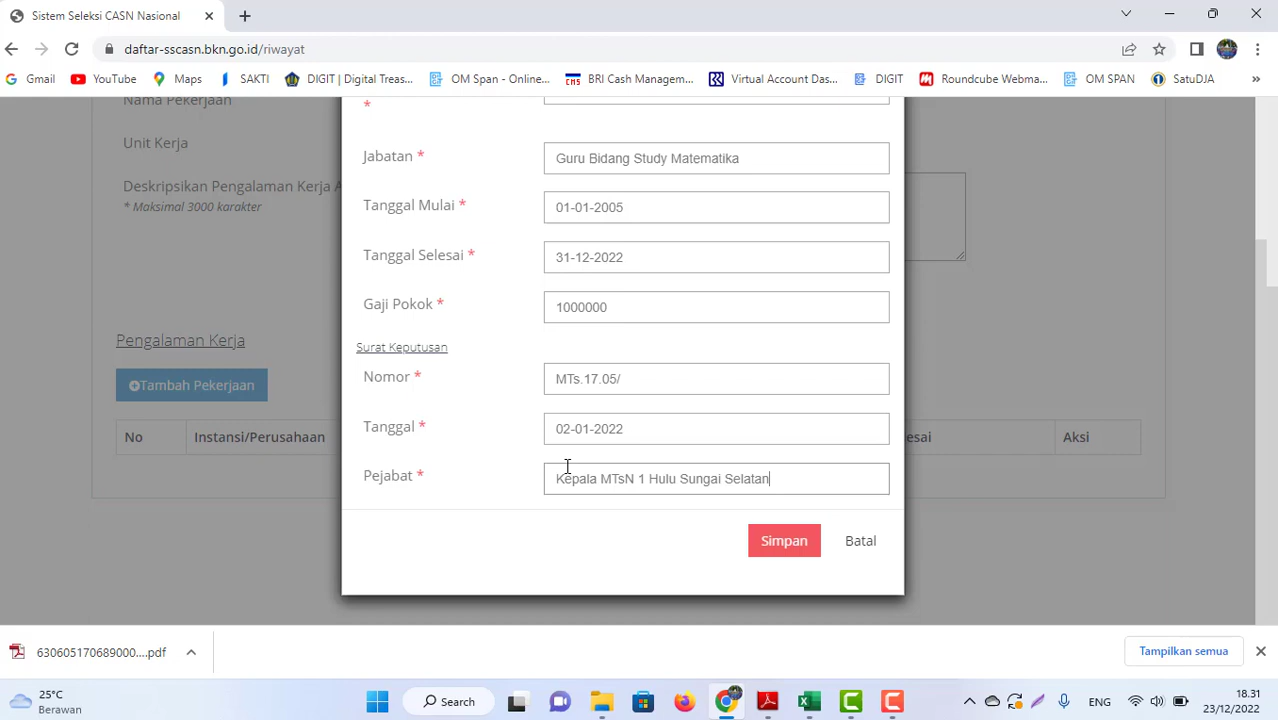 Sistem Seleksi CASN Nasional
daftar-sscasn.bkn.go.id/riwayat
Gmail
YouTube
Maps
SAKTI
DIGIT | Digital Treas...
OM Span - Online...
BRI Cash Managem...
Virtual Account Das...
DIGIT
Roundcube Webma...
OM SPAN
SatuDJA
»
Nama Pekerjaan
*
Unit Kerja
Jabatan *
Guru Bidang Study Matematika
Deskripsikan Pengalaman Kerja A
* Maksimal 3000 karakter
Tanggal Mulai *
01-01-2005
Tanggal Selesai *
31-12-2022
Gaji Pokok *
1000000
Pengalaman Kerja
Surat Keputusan
Tambah Pekerjaan
Nomor *
MTs.17.05/
No
Instansi/Perusahaan
Tanggal *
02-01-2022
esai
Aksi
Pejabat *
Kepala MTsN 1 Hulu Sungai Selatan
Simpan
Batal
630605170689000....pdf
Tampilkan semua
25°C
Berawan
Search
ENG
18.31
23/12/2022